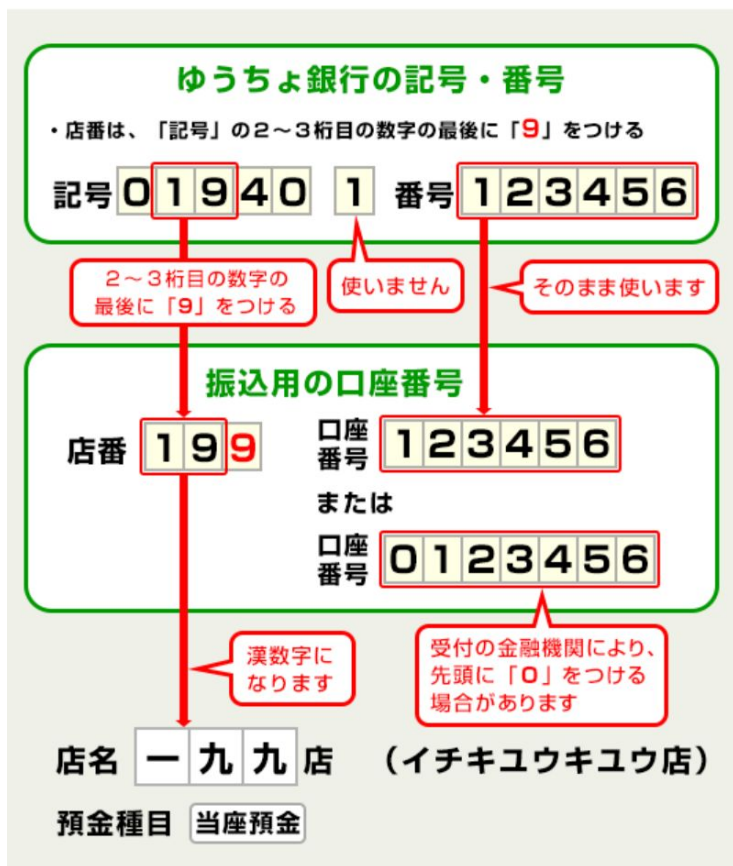 ゆうちょ銀行の記号・番号
・店番は、「記号」の2～3桁目の数字の最後に「9」をつける
記号 01940 1 番号 123456
2～3桁目の数字の
最後に「9」をつける
使いません
そのまま使います
振込用の口座番号
店番 199
口座
番号 123456
または
口座
番号 0123456
漢数字に
なります
受付の金融機関により、
先頭に「0」をつける
場合があります
店名 一九九店 （イチキユウキユウ店）
預金種目 当座預金